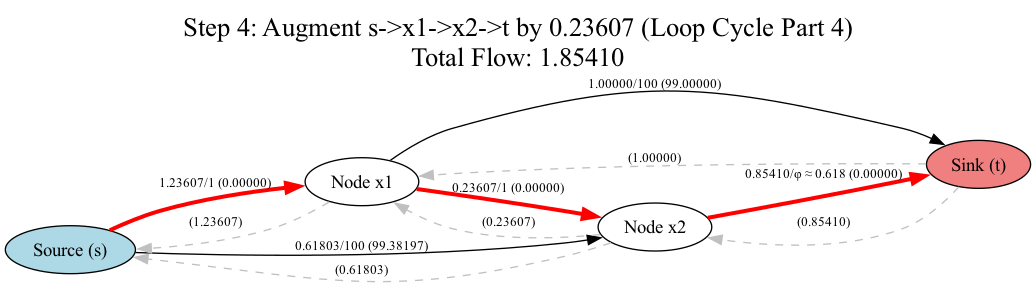 Step 4: Augment s->x1->x2->t by 0.23607 (Loop Cycle Part 4)
Total Flow: 1.85410
1.00000/100 (99.00000)
(1.00000)
Sink (t)
0.85410/φ ≈ 0.618 (0.00000)
Node x1
1.23607/1 (0.00000)
0.23607/1 (0.00000)
(1.23607)
(0.23607)
(0.85410)
Node x2
Source (s)
0.61803/100 (99.38197)
(0.61803)